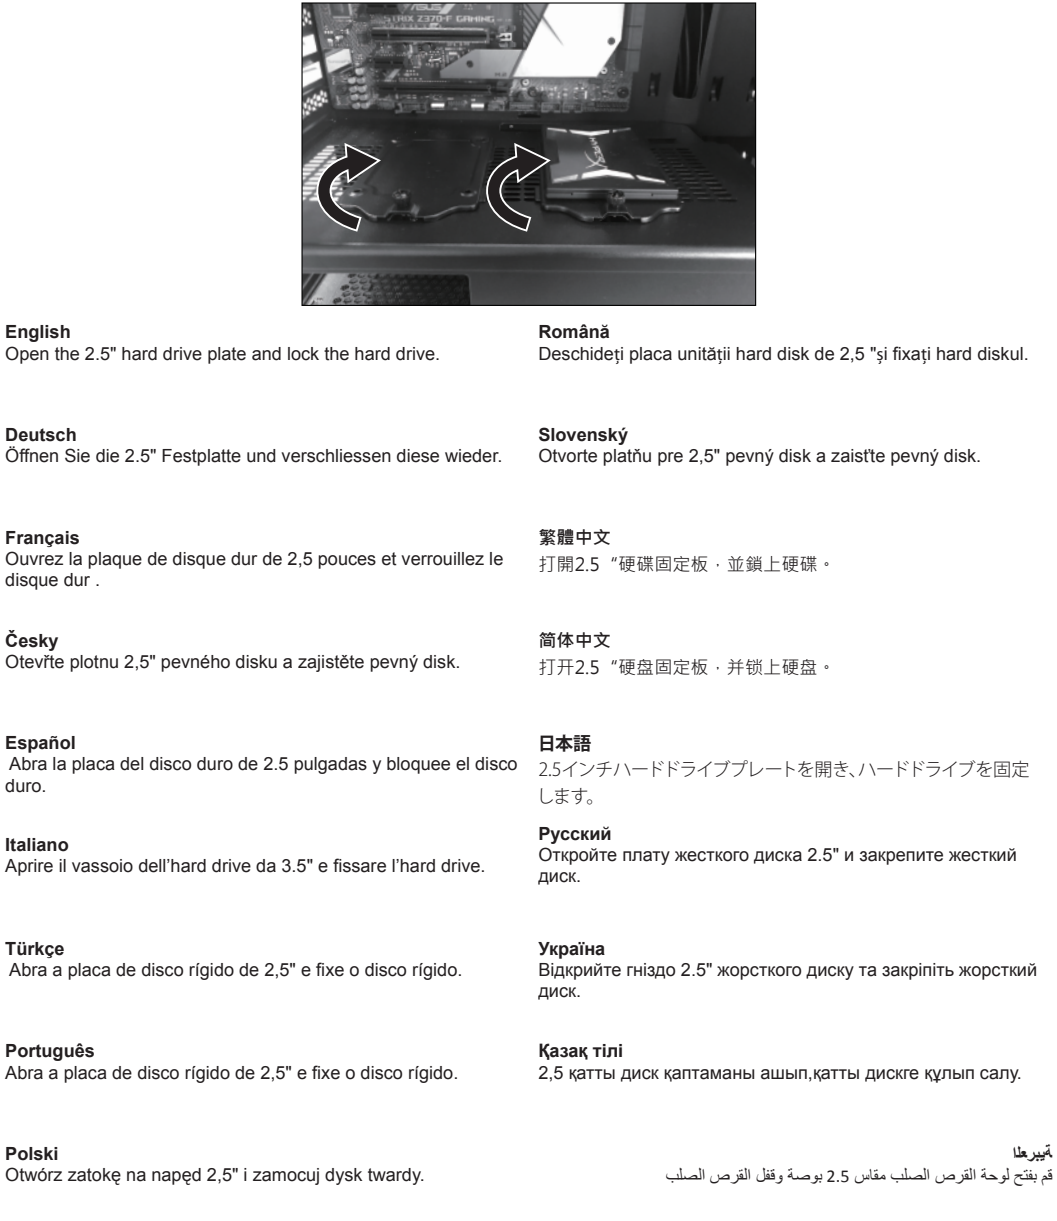 ASUS
STRIX Z370-F GAMING
HYPERX
English
Open the 2.5" hard drive plate and lock the hard drive.
Deutsch
Öffnen Sie die 2.5" Festplatte und verschliessen diese wieder.
Français
Ouvrez la plaque de disque dur de 2,5 pouces et verrouillez le
disque dur .
Česky
Otevřte plotnu 2,5" pevného disku a zajistěte pevný disk.
Español
Abra la placa del disco duro de 2.5 pulgadas y bloquee el disco
duro.
Italiano
Aprire il vassoio dell'hard drive da 3.5" e fissare l'hard drive.
Türkçe
Abra a placa de disco rígido de 2,5" e fixe o disco rígido.
Português
Abra a placa de disco rígido de 2,5" e fixe o disco rígido.
Polski
Otwórz zatokę na napęd 2,5" i zamocuj dysk twardy.
Română
Deschideți placa unității hard disk de 2,5 "și fixați hard diskul.
Slovenský
Otvorte platňu pre 2,5" pevný disk a zaisťte pevný disk.
繁體中文
打開2.5“硬碟固定板，並鎖上硬碟。
简体中文
打开2.5“硬盘固定板，并锁上硬盘。
日本語
2.5インチハードドライブプレートを開き、ハードドライブを固定
します。
Русский
Откройте плату жесткого диска 2.5" и закрепите жесткий
диск.
Україна
Відкрийте гніздо 2.5" жорсткого диску та закріпіть жорсткий
диск.
Қазақ тілі
2,5 қатты диск қаптаманы ашып,қатты дискге құлып салу.
ةيبرعلا
قم بفتح لوحة القرص الصلب مقاس 2.5 بوصة وقفل القرص الصلب